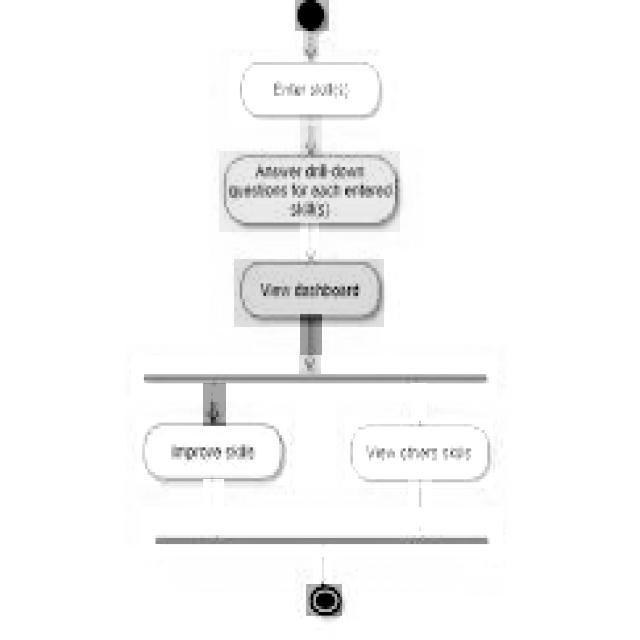 Enter skill(s)
Answer drill-down
questions for each entered
skill(s)
View dashboard
Improve skills
View others skills